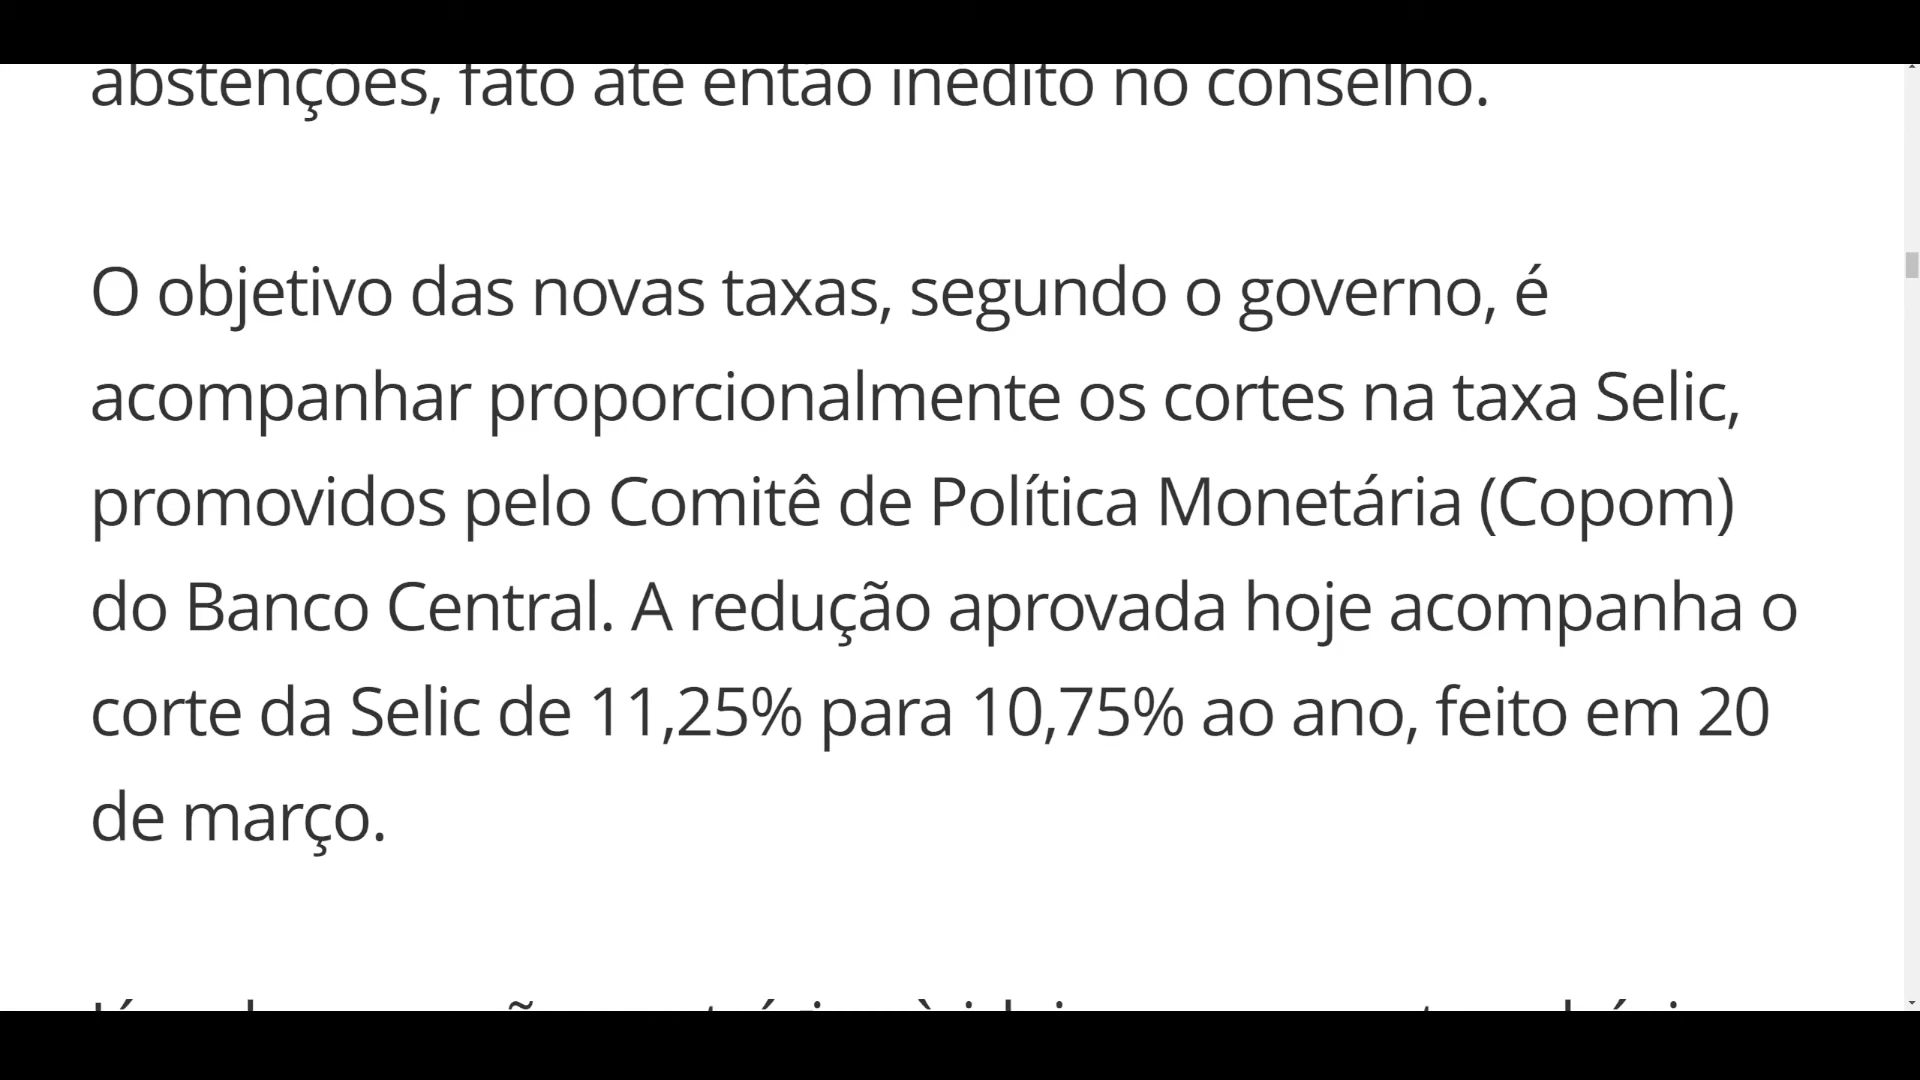 abstenções, fato até então inédito no conselho.
O objetivo das novas taxas, segundo o governo, é
acompanhar proporcionalmente os cortes na taxa Selic,
promovidos pelo Comitê de Política Monetária (Copom)
do Banco Central. A redução aprovada hoje acompanha o
corte da Selic de 11,25% para 10,75% ao ano, feito em 20
de março.